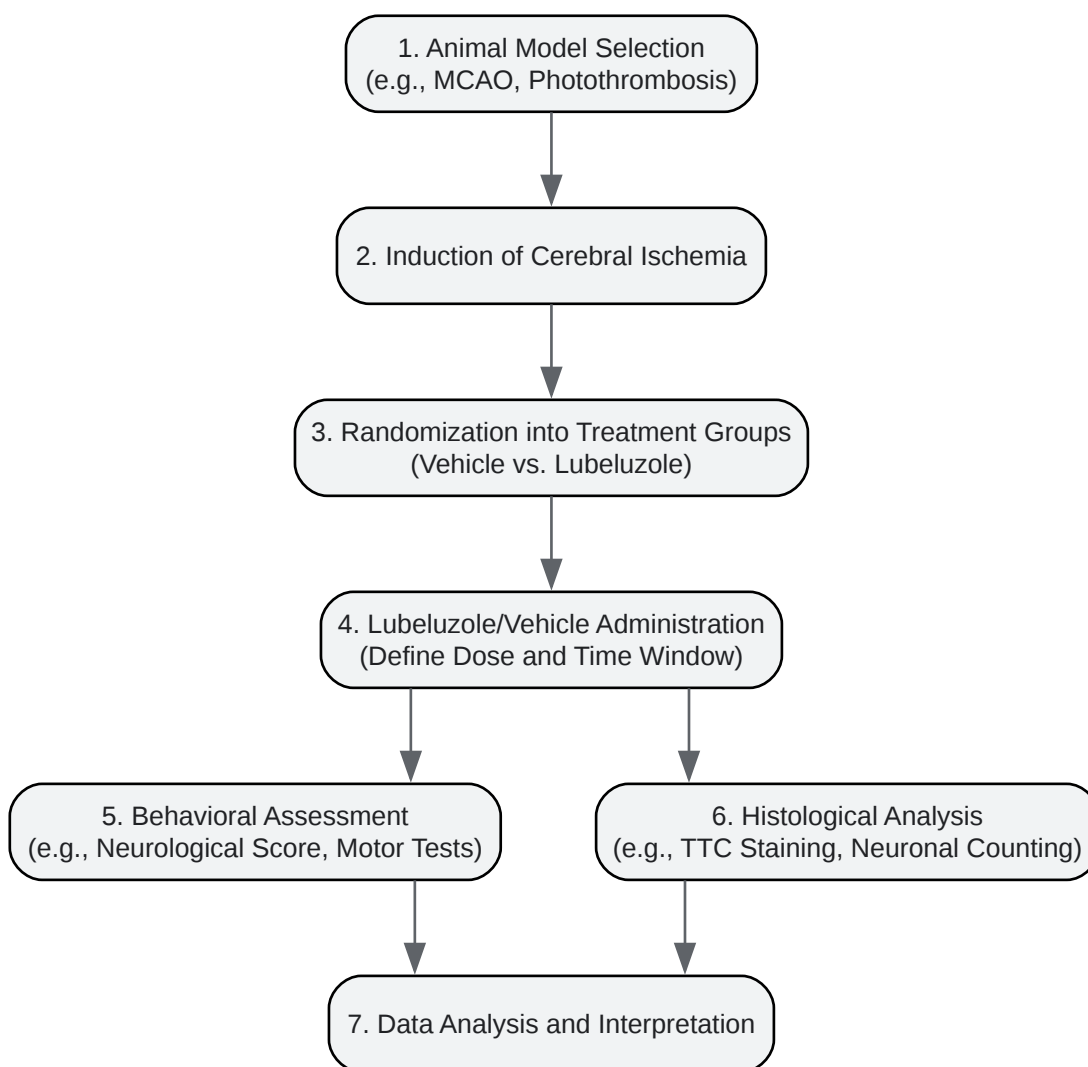 1. Animal Model Selection
(e.g., MCAO, Photothrombosis)
2. Induction of Cerebral Ischemia
3. Randomization into Treatment Groups
(Vehicle vs. Lubeluzole)
4. Lubeluzole/Vehicle Administration
(Define Dose and Time Window)
5. Behavioral Assessment
(e.g., Neurological Score, Motor Tests)
6. Histological Analysis
(e.g., TTC Staining, Neuronal Counting)
7. Data Analysis and Interpretation